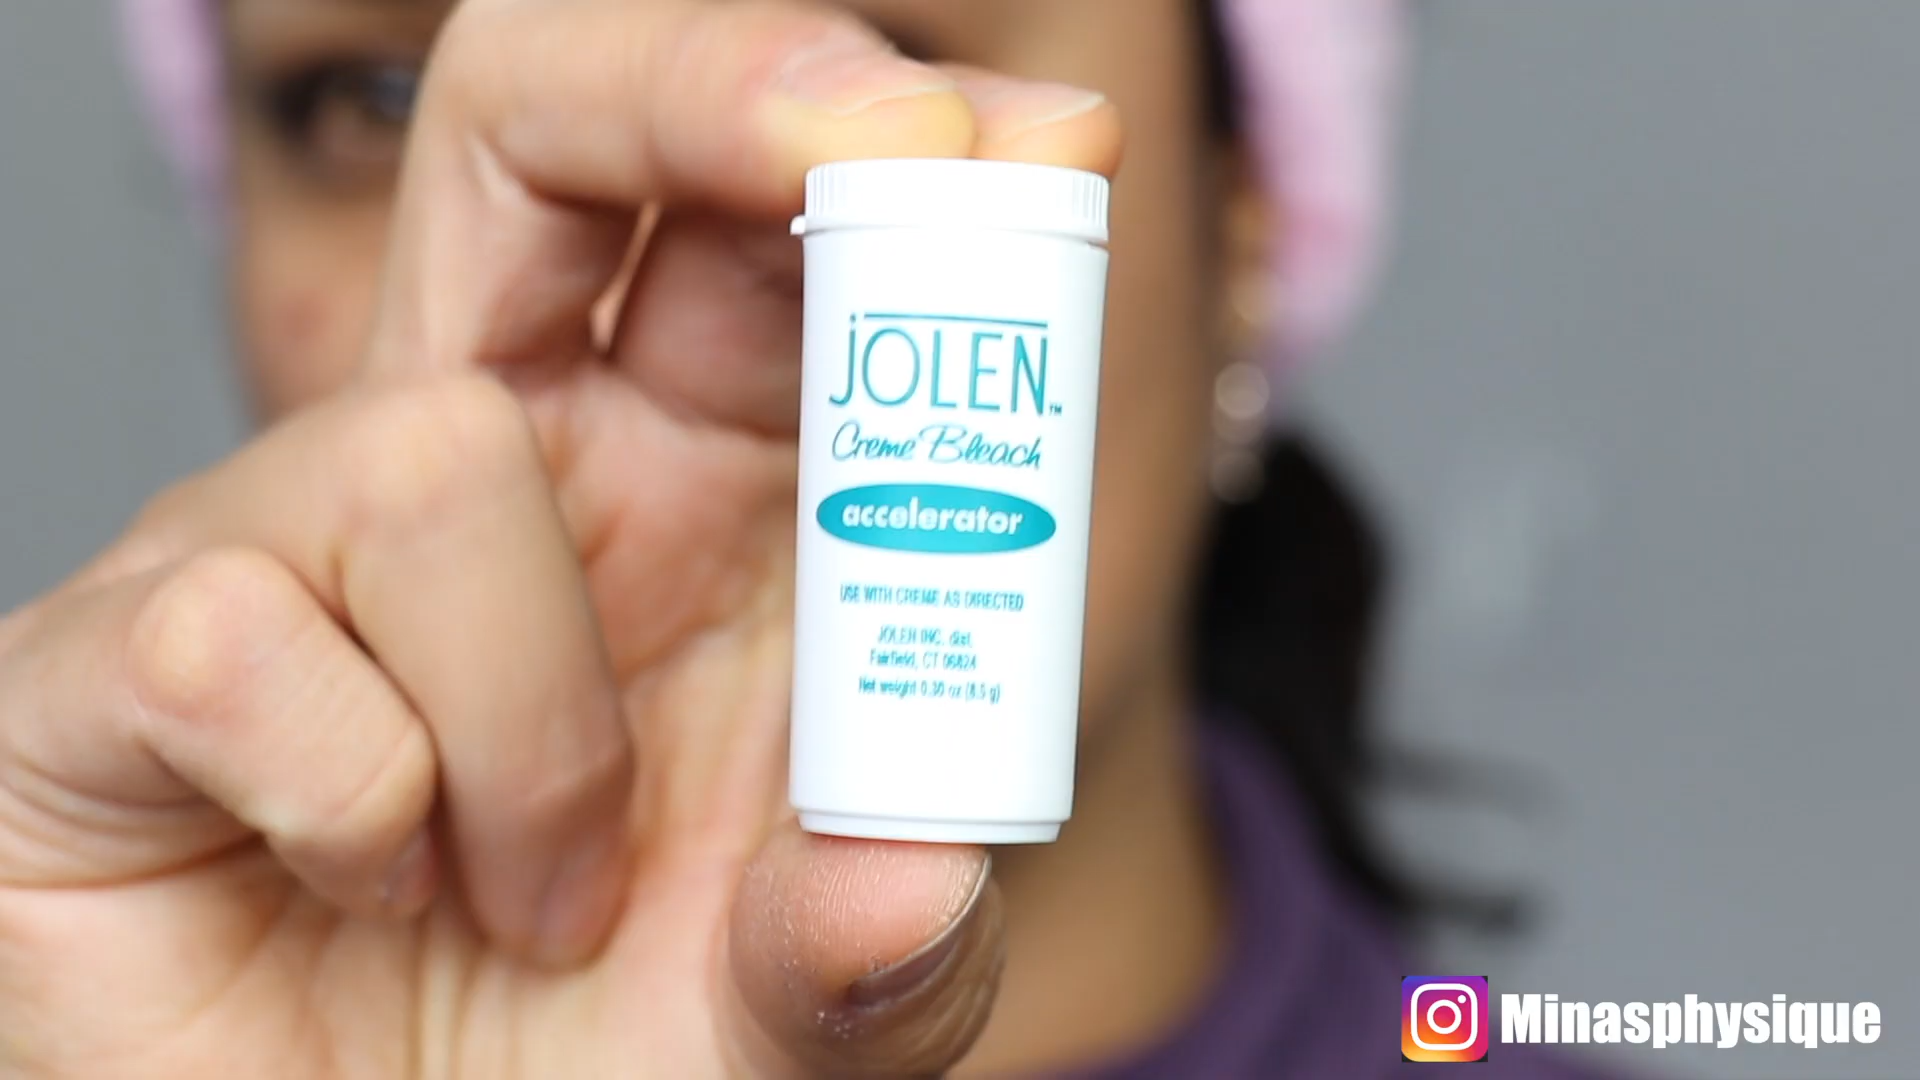 jOLEN™
Creme Bleach
accelerator
USE WITH CREME AS DIRECTED
JOLEN INC. dist.
Fairfield, CT 06824
Net weight 0.30 oz (8.5 g)
Minasphysique